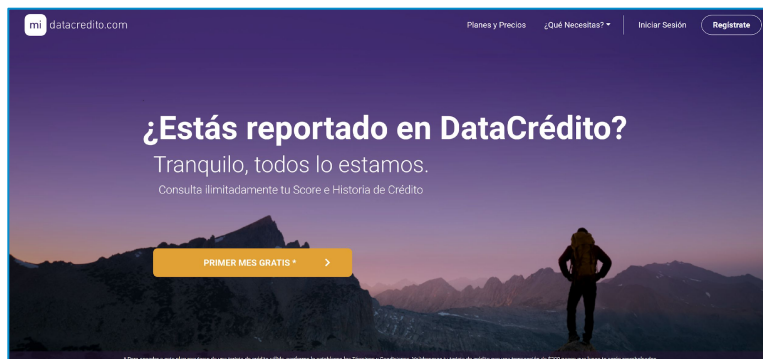 mi datacredito.com
Planes y Precios ¿Qué Necesitas? Iniciar Sesión Regístrate
¿Estás reportado en DataCrédito?
Tranquilo, todos lo estamos.
Consulta ilimitadamente tu Score e Historia de Crédito
PRIMER MES GRATIS *